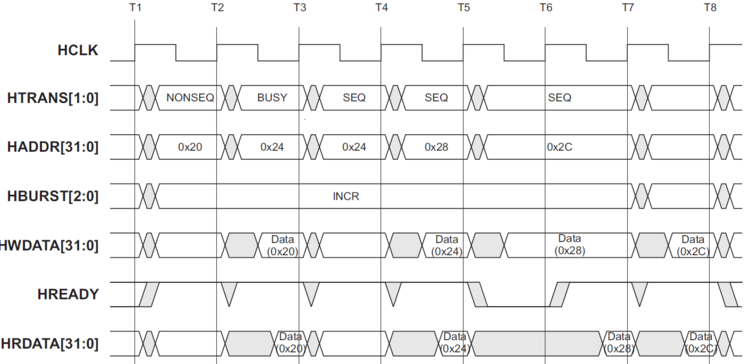 T1 T2 T3 T4 T5 T6 T7 T8
HCLK
HTRANS[1:0] NONSEQ BUSY SEQ SEQ SEQ
HADDR[31:0] 0x20 0x24 0x24 0x28 0x2C
HBURST[2:0] INCR
HWDATA[31:0] Data (0x20) Data (0x24) Data (0x28) Data (0x2C)
HREADY
HRDATA[31:0] Data (0x20) Data (0x24) Data (0x28) Data (0x2C)